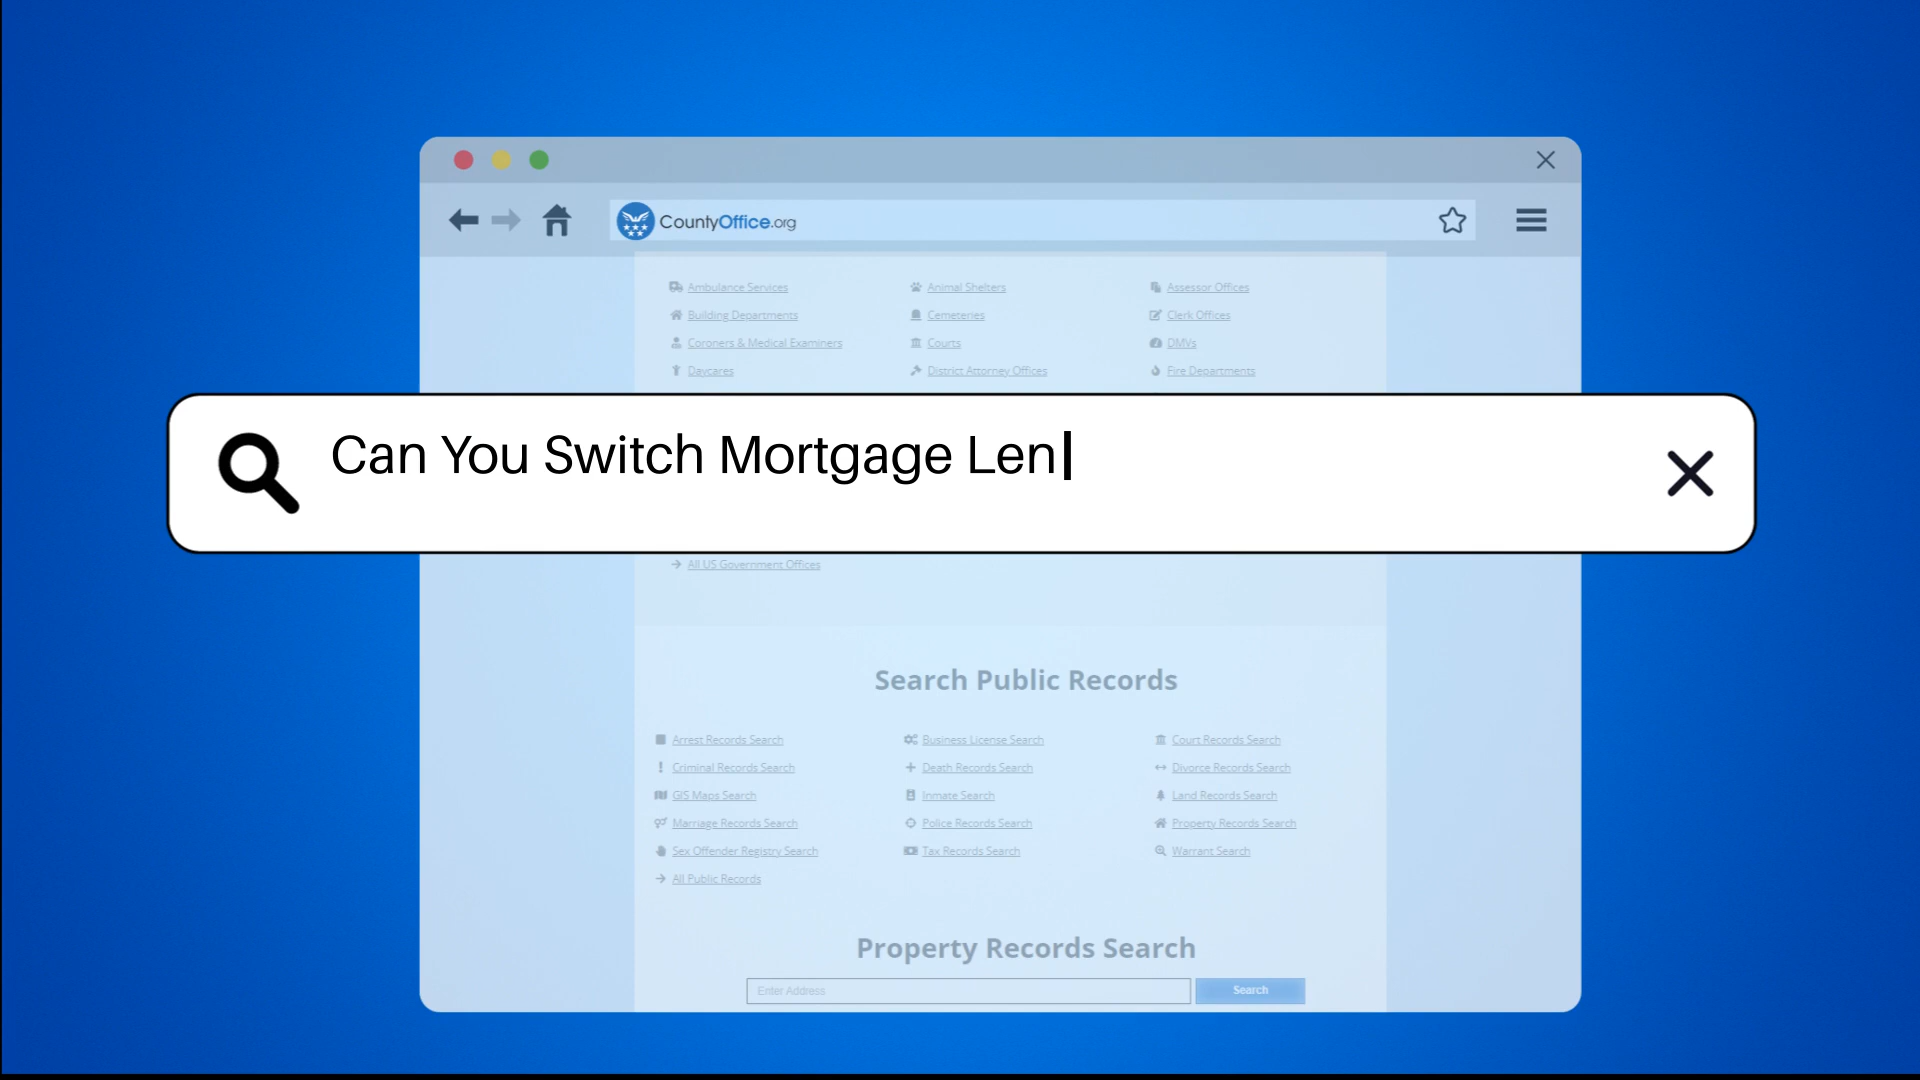 CountyOffice.org
Ambulance Services Animal Shelters Assessor Offices
Building Departments Cemeteries Clerk Offices
Coroners & Medical Examiners Courts DMVs
Daycares District Attorney Offices Fire Departments
Can You Switch Mortgage Len
All US Government Offices
Search Public Records
Arrest Records Search Business License Search Court Records Search
Criminal Records Search Death Records Search Divorce Records Search
GIS Maps Search Inmate Search Land Records Search
Marriage Records Search Police Records Search Property Records Search
Sex Offender Registry Search Tax Records Search Warrant Search
All Public Records
Property Records Search
Enter Address Search